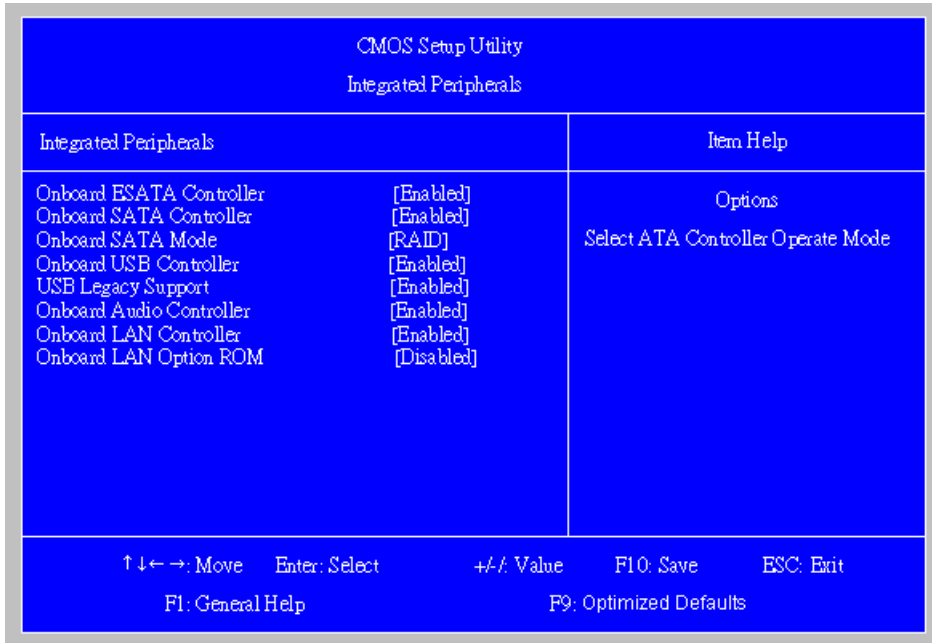 CMOS Setup Utility
Integrated Peripherals
Integrated Peripherals
Item Help
Onboard ESATA Controller [Enabled]
Onboard SATA Controller [Enabled]
Onboard SATA Mode [RAID]
Onboard USB Controller [Enabled]
USB Legacy Support [Enabled]
Onboard Audio Controller [Enabled]
Onboard LAN Controller [Enabled]
Onboard LAN Option ROM [Disabled]
Options
Select ATA Controller Operate Mode
↑↓←→: Move Enter: Select +/-/: Value F10: Save ESC: Exit
F1: General Help F9: Optimized Defaults